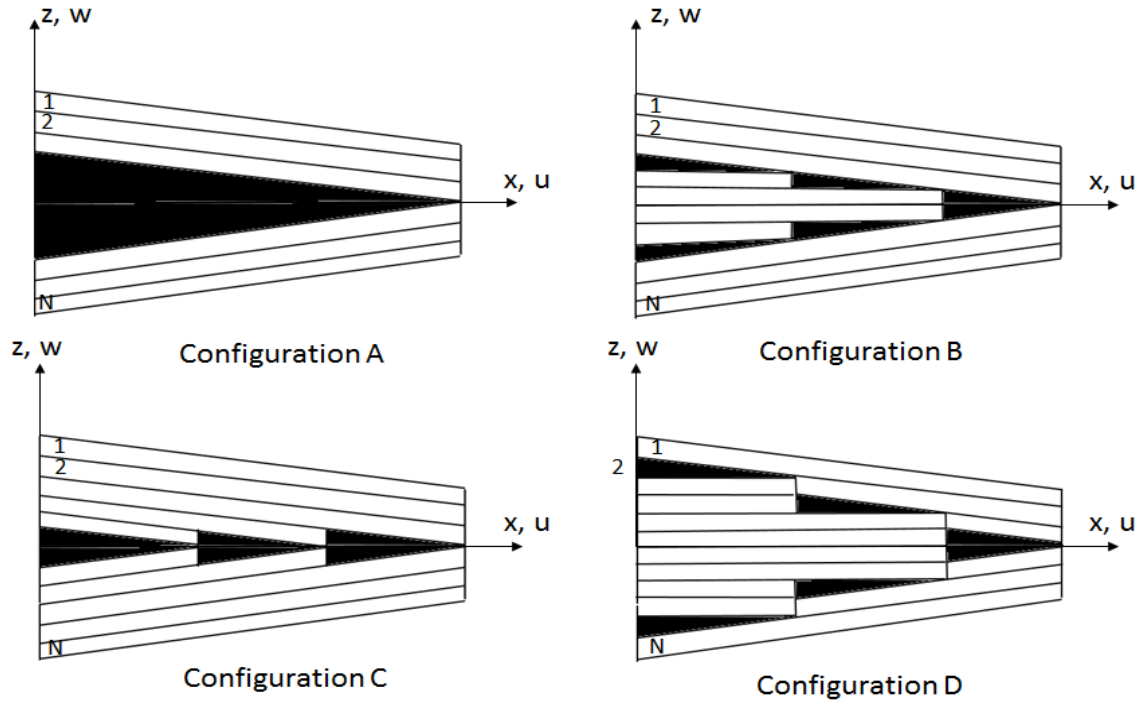 z, w
1
2
x, u
N
Configuration A
z, w
1
2
x, u
N
Configuration B
z, w
1
2
x, u
N
Configuration C
z, w
1
2
x, u
N
Configuration D